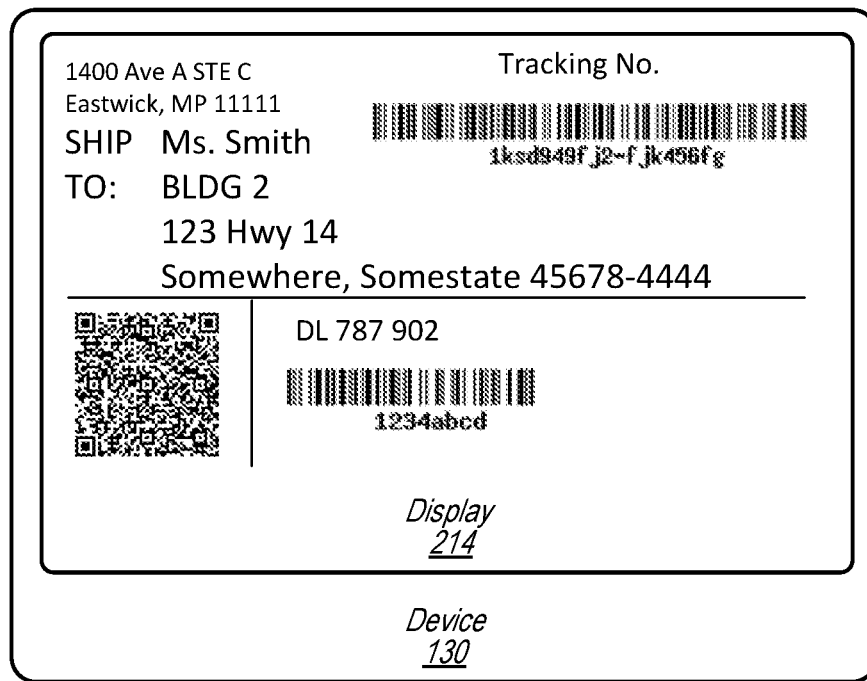 1400 Ave A STE C
Eastwick, MP 11111
Tracking No.
1ksd949fj2~fjk456fg
SHIP Ms. Smith
TO: BLDG 2
123 Hwy 14
Somewhere, Somestate 45678-4444
DL 787 902
1234abcd
Display
214
Device
130